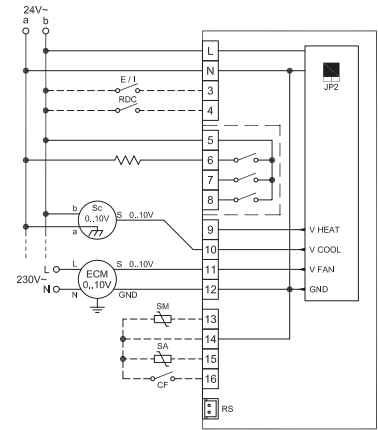 24V~
a b
L
N
E / I
3
RDC
4
JP2
5
6
7
8
b
Sc
0..10V
a
S 0..10V
9
V HEAT
10
V COOL
L
L
S 0..10V
11
V FAN
230V~
ECM
0..10V
N
N
GND
12
GND
SM
13
14
SA
15
CF
16
RS